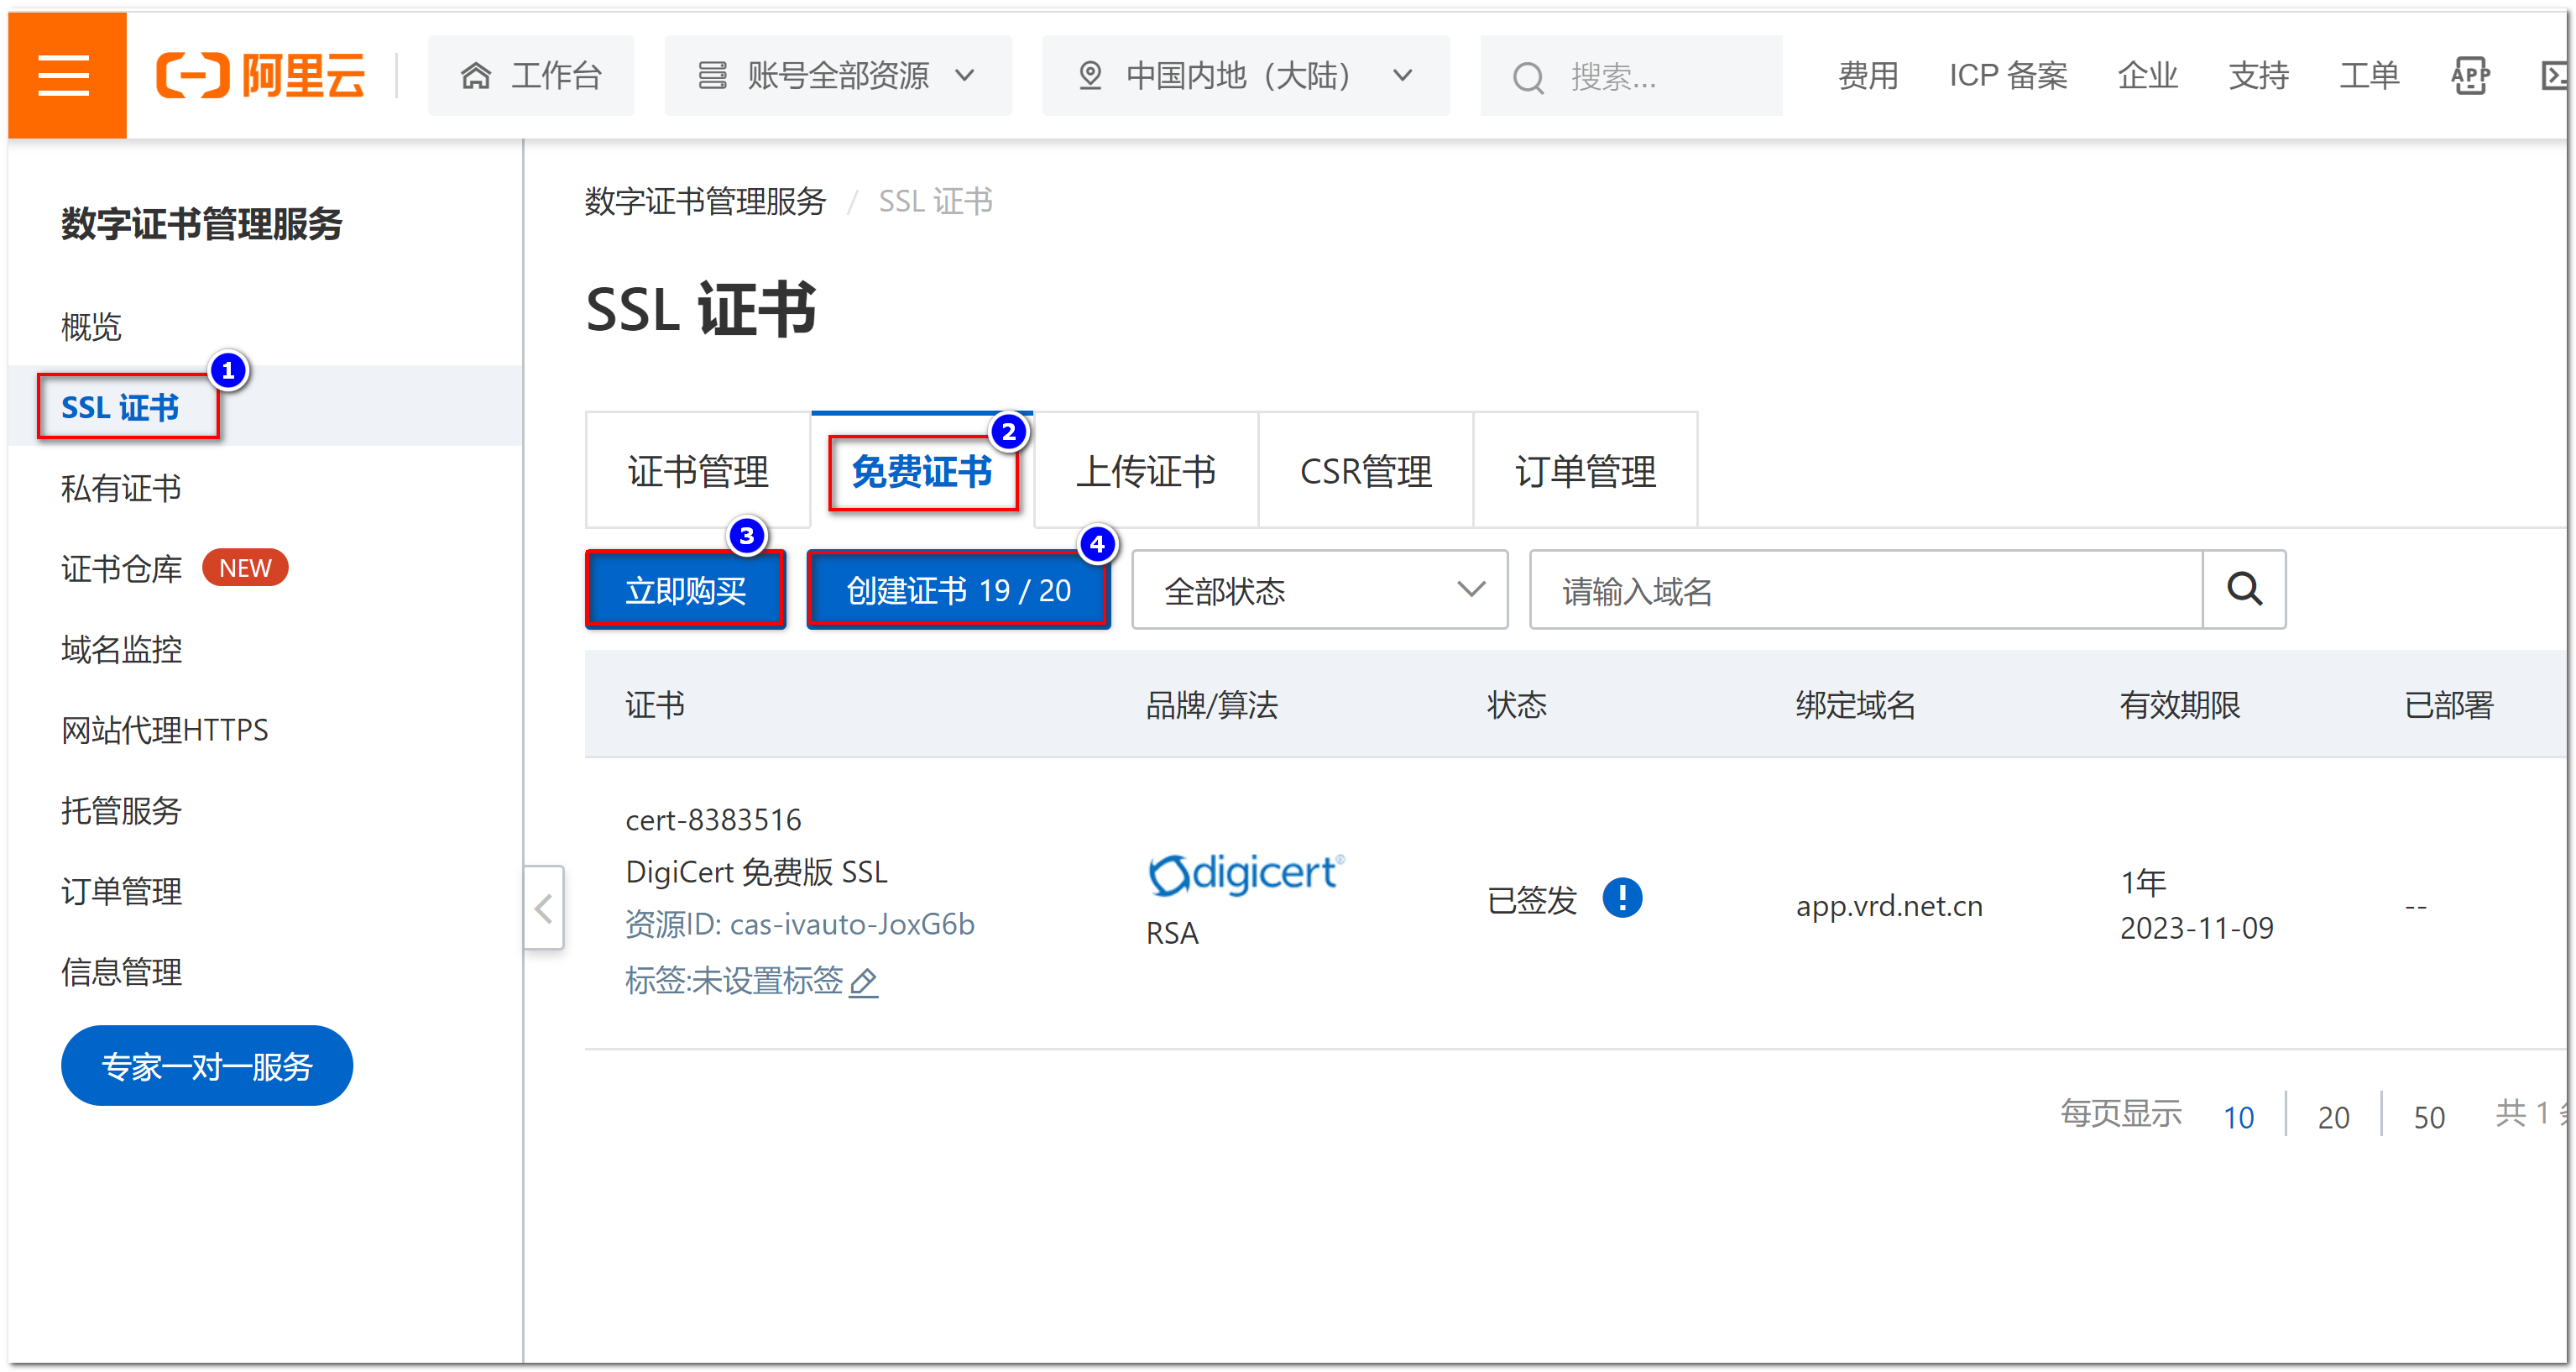 阿里云
工作台
账号全部资源
中国内地（大陆）
搜索...
费用
ICP 备案
企业
支持
工单
APP
数字证书管理服务
概览
1
SSL 证书
私有证书
证书仓库 NEW
域名监控
网站代理HTTPS
托管服务
订单管理
信息管理
专家一对一服务
数字证书管理服务 / SSL 证书
SSL 证书
证书管理
2
免费证书
上传证书
CSR管理
订单管理
3
立即购买
4
创建证书 19 / 20
全部状态
请输入域名
证书
品牌/算法
状态
绑定域名
有效期限
已部署
cert-8383516
DigiCert 免费版 SSL
资源ID: cas-ivauto-JoxG6b
标签:未设置标签
digicert®
RSA
已签发
app.vrd.net.cn
1年
2023-11-09
--
每页显示 10 20 50 共 1